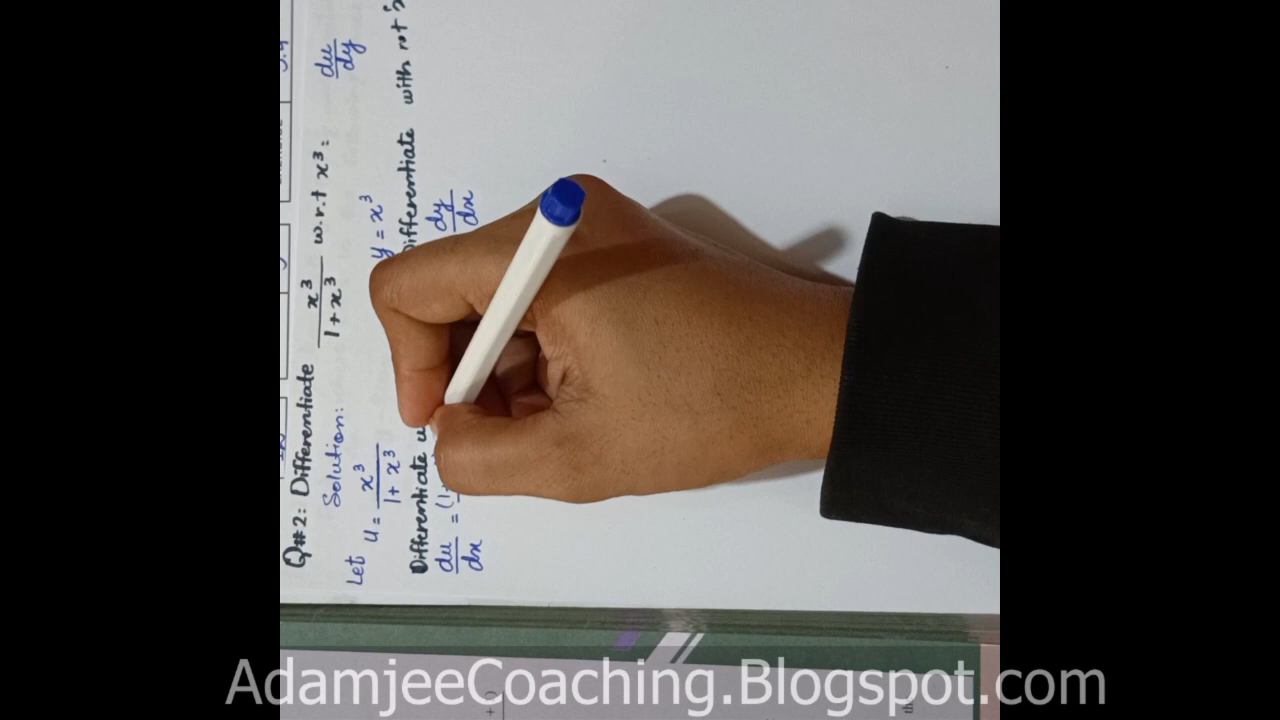 Q#2: Differentiate x³/1+x³ w.r.t x³:
Solution: du/dy
Let u = x³/1+x³ y = x³
Differentiate Differentiate with
du/dx = (1 dy/dx
AdamjeeCoaching.Blogspot.com